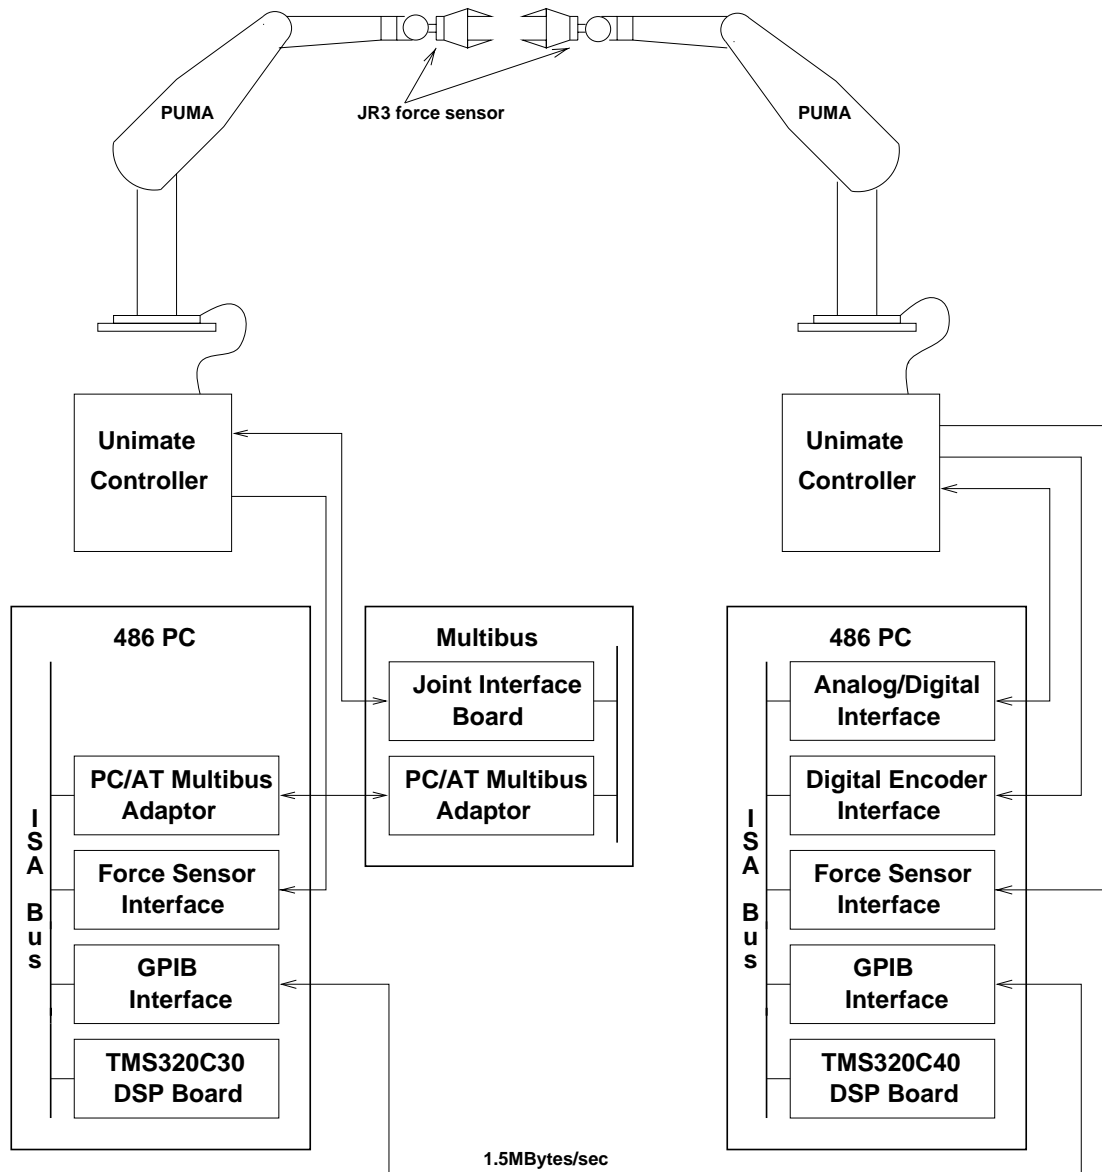 PUMA
JR3 force sensor
PUMA
Unimate
Controller
Unimate
Controller
486 PC
PC/AT Multibus
Adaptor
Force Sensor
Interface
GPIB
Interface
TMS320C30
DSP Board
ISA Bus
Multibus
Joint Interface
Board
PC/AT Multibus
Adaptor
486 PC
Analog/Digital
Interface
Digital Encoder
Interface
Force Sensor
Interface
GPIB
Interface
TMS320C40
DSP Board
ISA Bus
1.5MBytes/sec